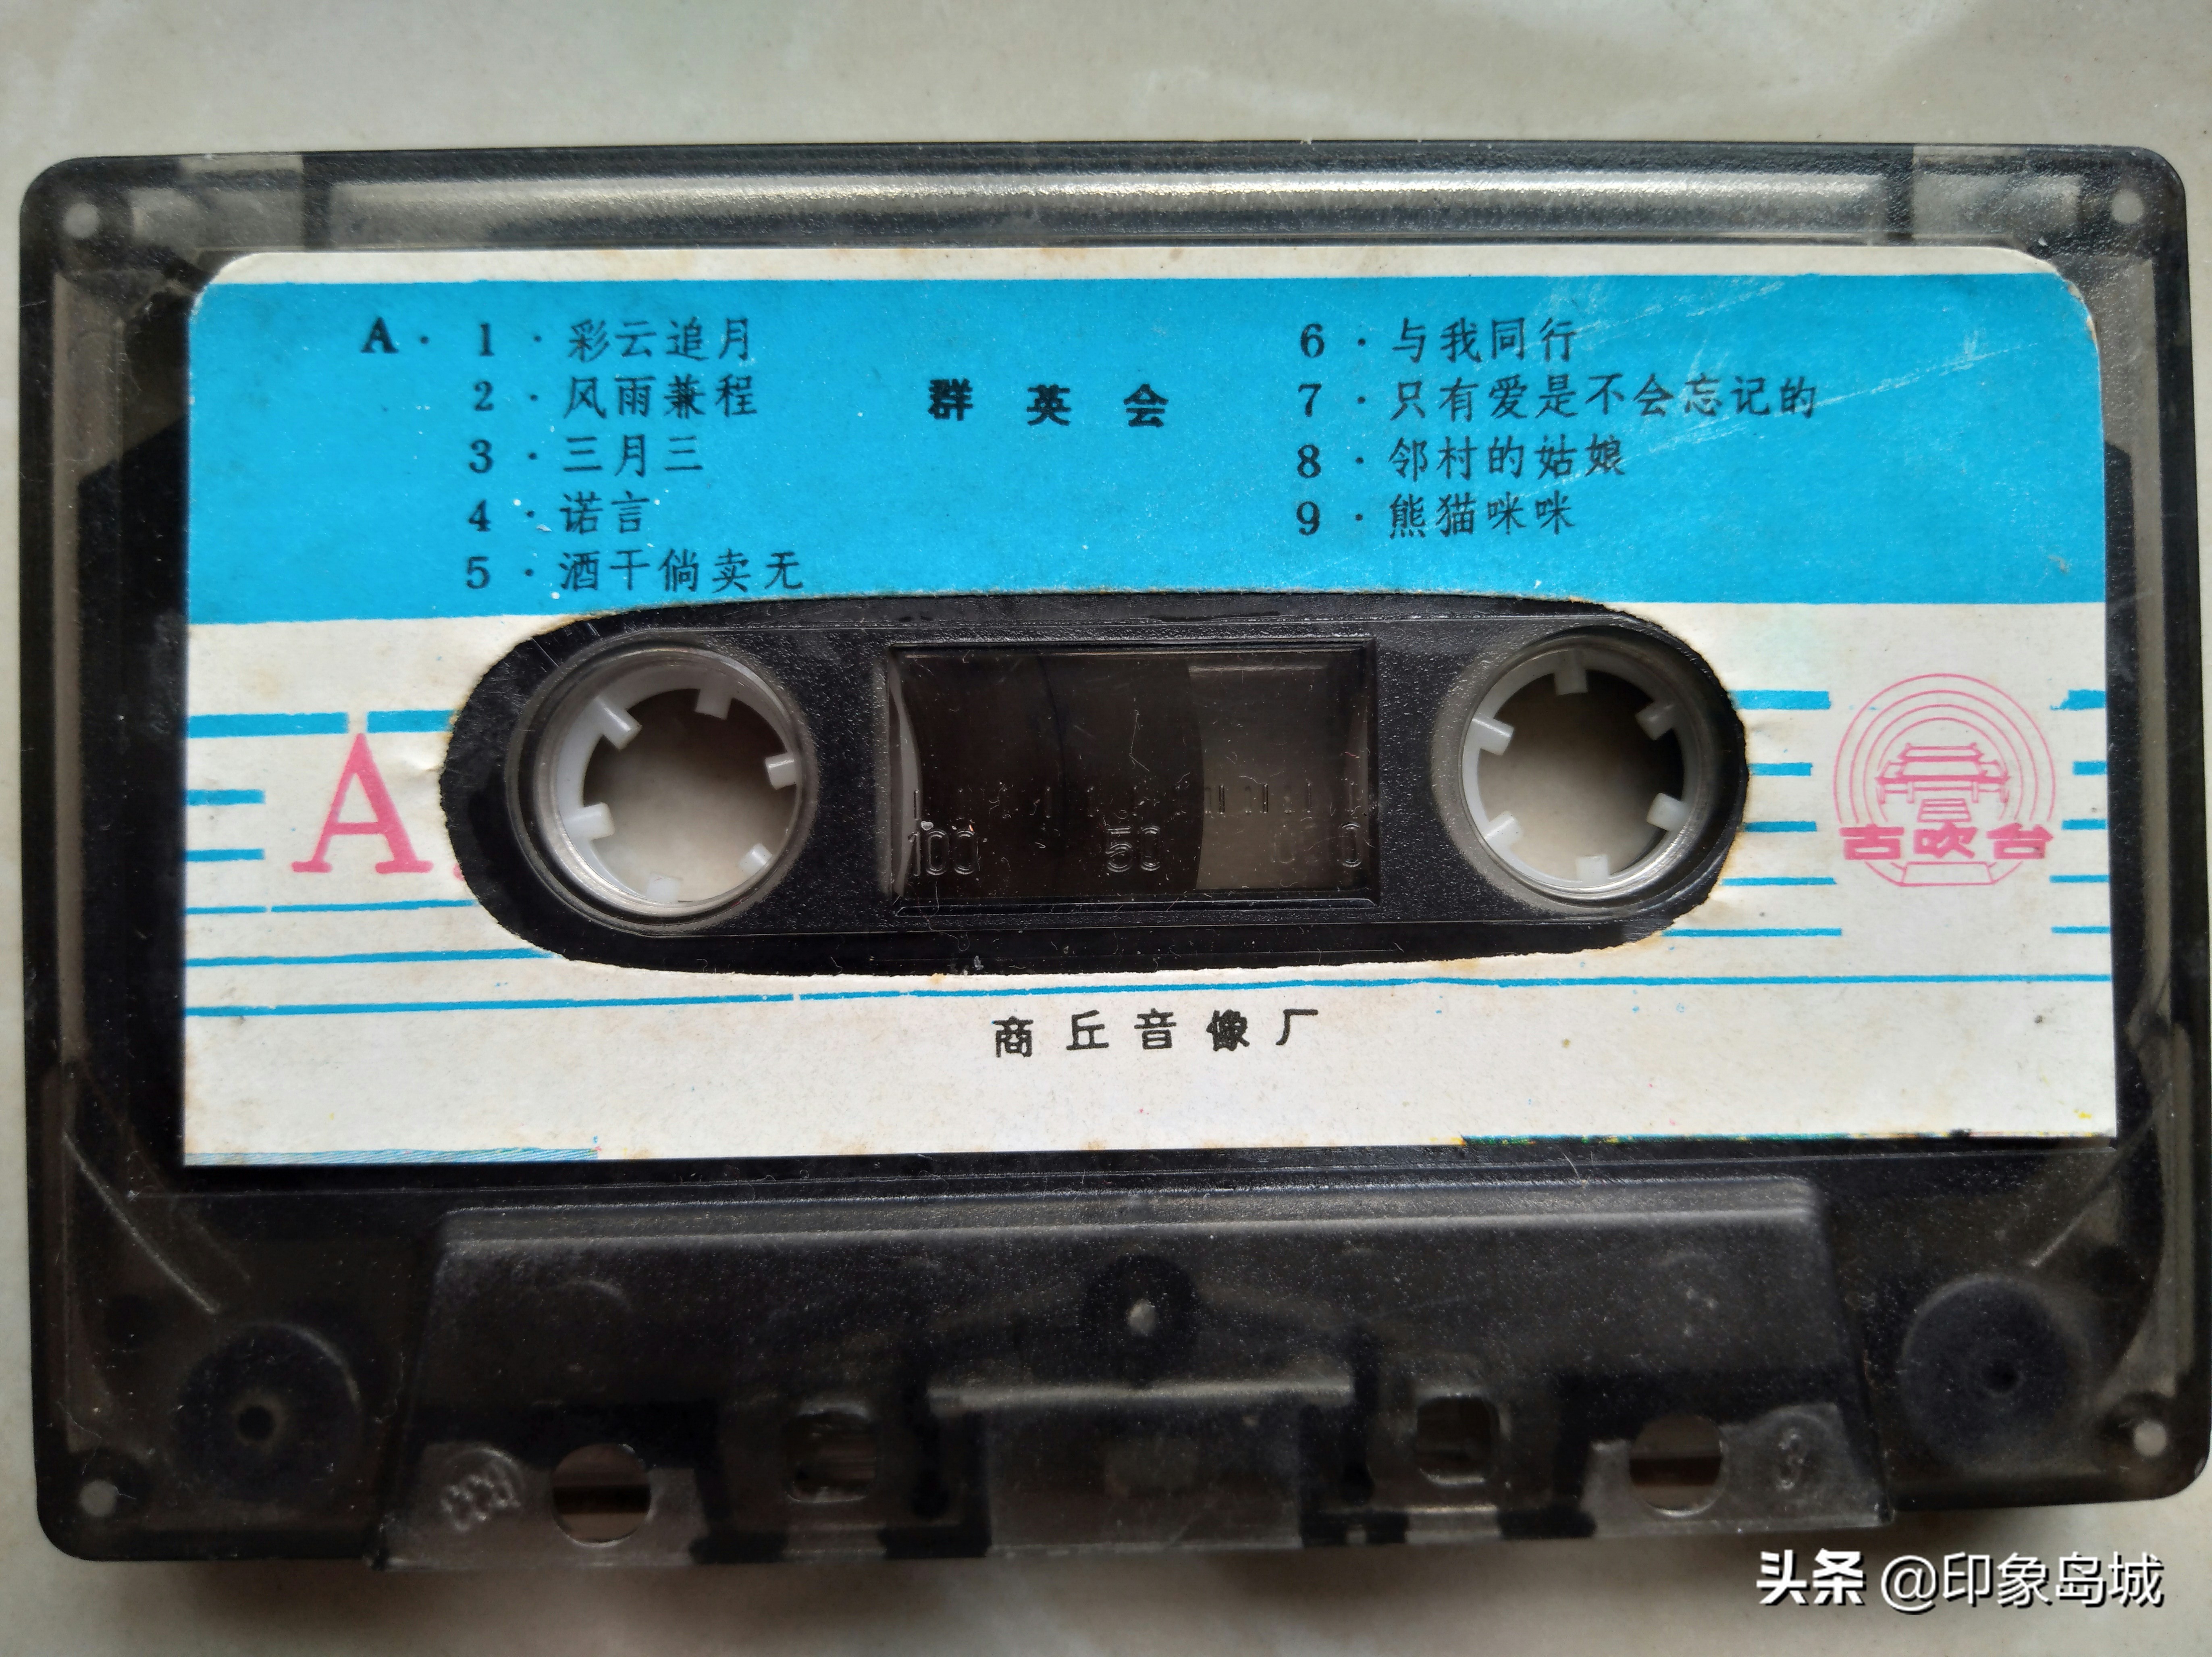 A · 1 · 彩云追月
2 · 风雨兼程
3 · 三月三
4 · 诺言
5 · 酒干倘卖无
群英会
6 · 与我同行
7 · 只有爱是不会忘记的
8 · 邻村的姑娘
9 · 熊猫咪咪
A.
100 50 0
古吹台
商丘音像厂
3
头条 @印象岛城